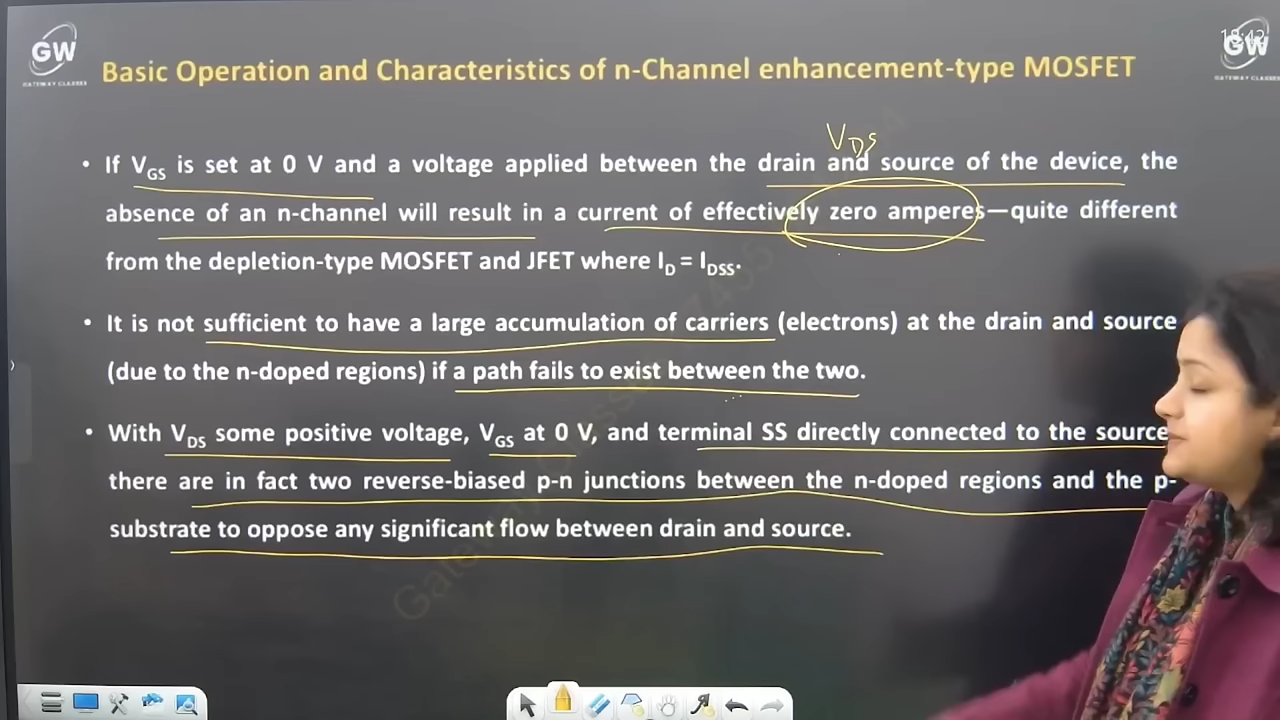 GW
GATEWAY CLASSES
Basic Operation and Characteristics of n-Channel enhancement-type MOSFET
GW
GATEWAY CLASSES
VDS
• If VGS is set at 0 V and a voltage applied between the drain and source of the device, the
absence of an n-channel will result in a current of effectively zero amperes—quite different
from the depletion-type MOSFET and JFET where ID = IDSS.
• It is not sufficient to have a large accumulation of carriers (electrons) at the drain and source
(due to the n-doped regions) if a path fails to exist between the two.
• With VDS some positive voltage, VGS at 0 V, and terminal SS directly connected to the source
there are in fact two reverse-biased p-n junctions between the n-doped regions and the p-
substrate to oppose any significant flow between drain and source.